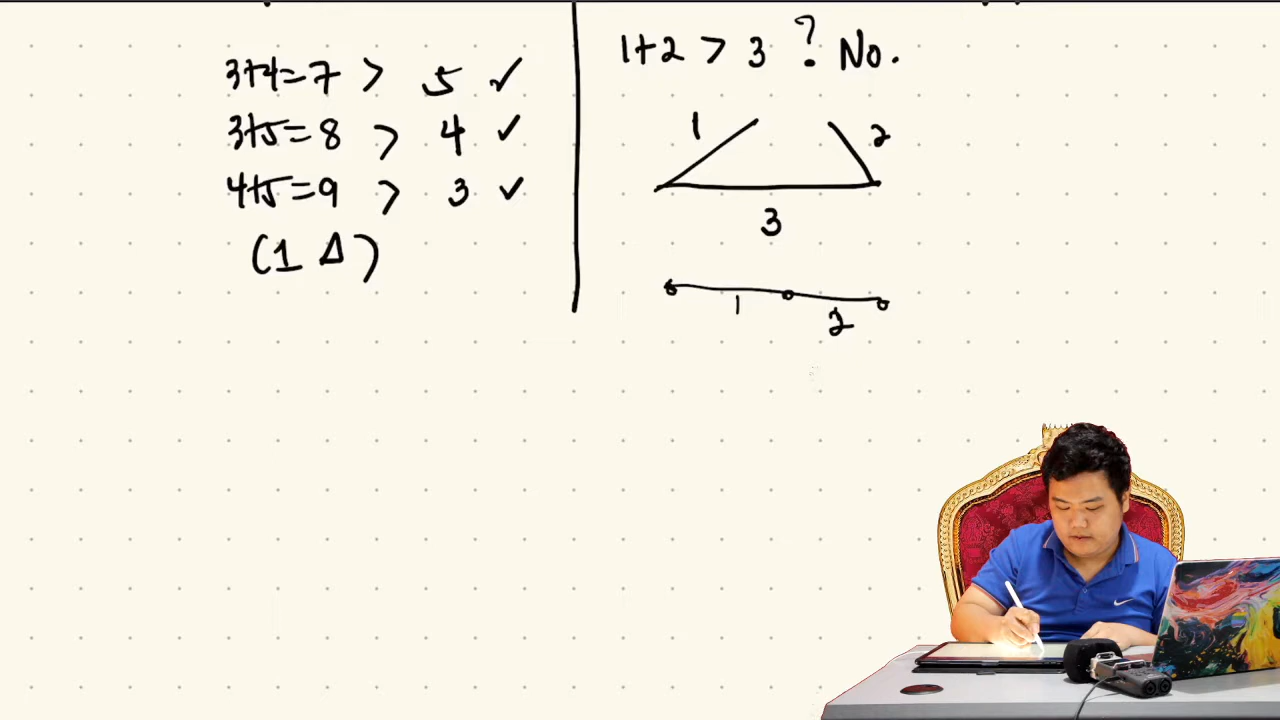 3+4=7 > 5 ✓
3+5=8 > 4 ✓
4+5=9 > 3 ✓
(1 Δ)
1+2 > 3 ? No.
1
2
3
1
2